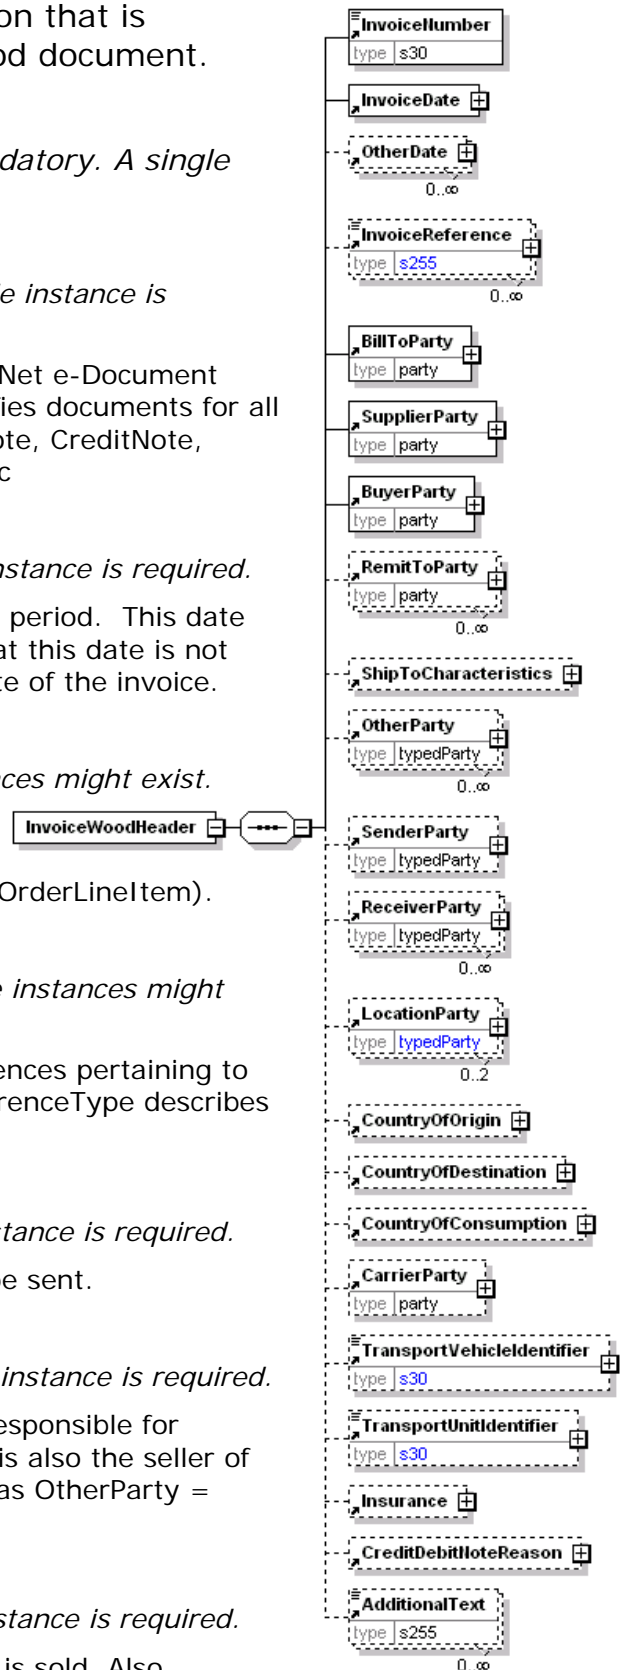 on that is
od document.
datory. A single
e instance is
Net e-Document
fies documents for all
ote, CreditNote,
c
nstance is required.
period.  This date
at this date is not
te of the invoice.
nces might exist.
OrderLineItem).
e instances might
ences pertaining to
renceType describes
stance is required.
be sent.
instance is required.
esponsible for
is also the seller of
as OtherParty =
stance is required.
is sold. Also
InvoiceWoodHeader
InvoiceNumber
type s30
InvoiceDate
OtherDate
0..∞
InvoiceReference
type s255
0..∞
BillToParty
type party
SupplierParty
type party
BuyerParty
type party
RemitToParty
type party
0..∞
ShipToCharacteristics
OtherParty
type typedParty
0..∞
SenderParty
type typedParty
ReceiverParty
type typedParty
0..∞
LocationParty
type typedParty
0..2
CountryOfOrigin
CountryOfDestination
CountryOfConsumption
CarrierParty
type party
TransportVehicleIdentifier
type s30
TransportUnitIdentifier
type s30
Insurance
CreditDebitNoteReason
AdditionalText
type s255
0..∞